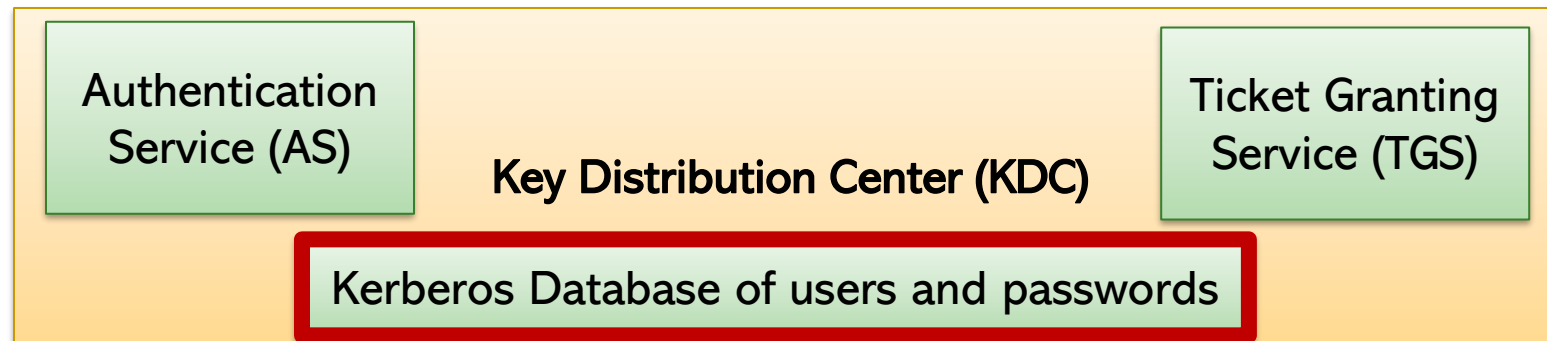 Authentication
Service (AS)
Ticket Granting
Service (TGS)
Key Distribution Center (KDC)
Kerberos Database of users and passwords